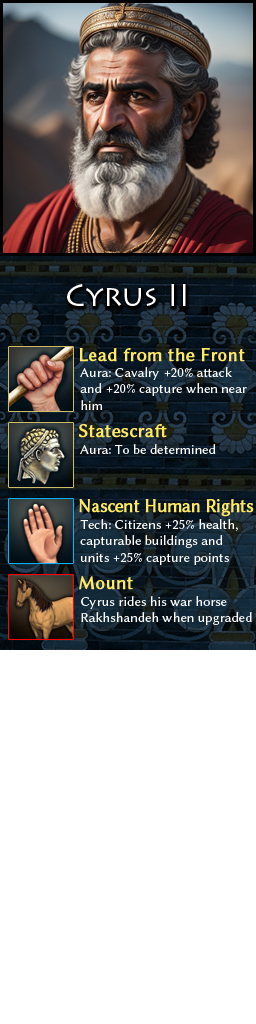 Cyrus II
Lead from the Front
Aura: Cavalry +20% attack
and +20% capture when near
him
Statescraft
Aura: To be determined
Nascent Human Rights
Tech: Citizens +25% health,
capturable buildings and
units +25% capture points
Mount
Cyrus rides his war horse
Rakhshandeh when upgraded